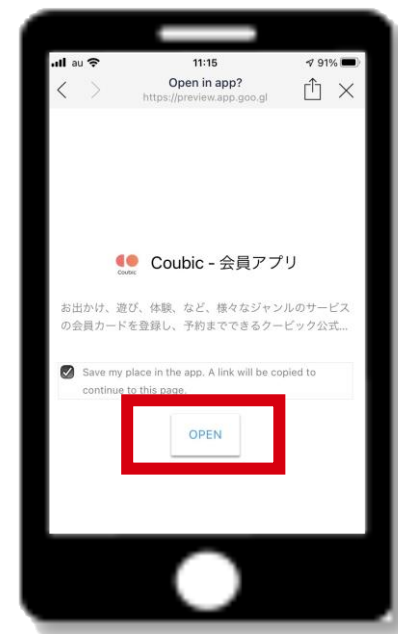 au 11:15 91%
Open in app?
https://preview.app.goo.gl
Coubic
Coubic - 会員アプリ
お出かけ、遊び、体験、など、様々なジャンルのサービス
の会員カードを登録し、予約までできるクービック公式...
Save my place in the app. A link will be copied to
continue to this page.
OPEN